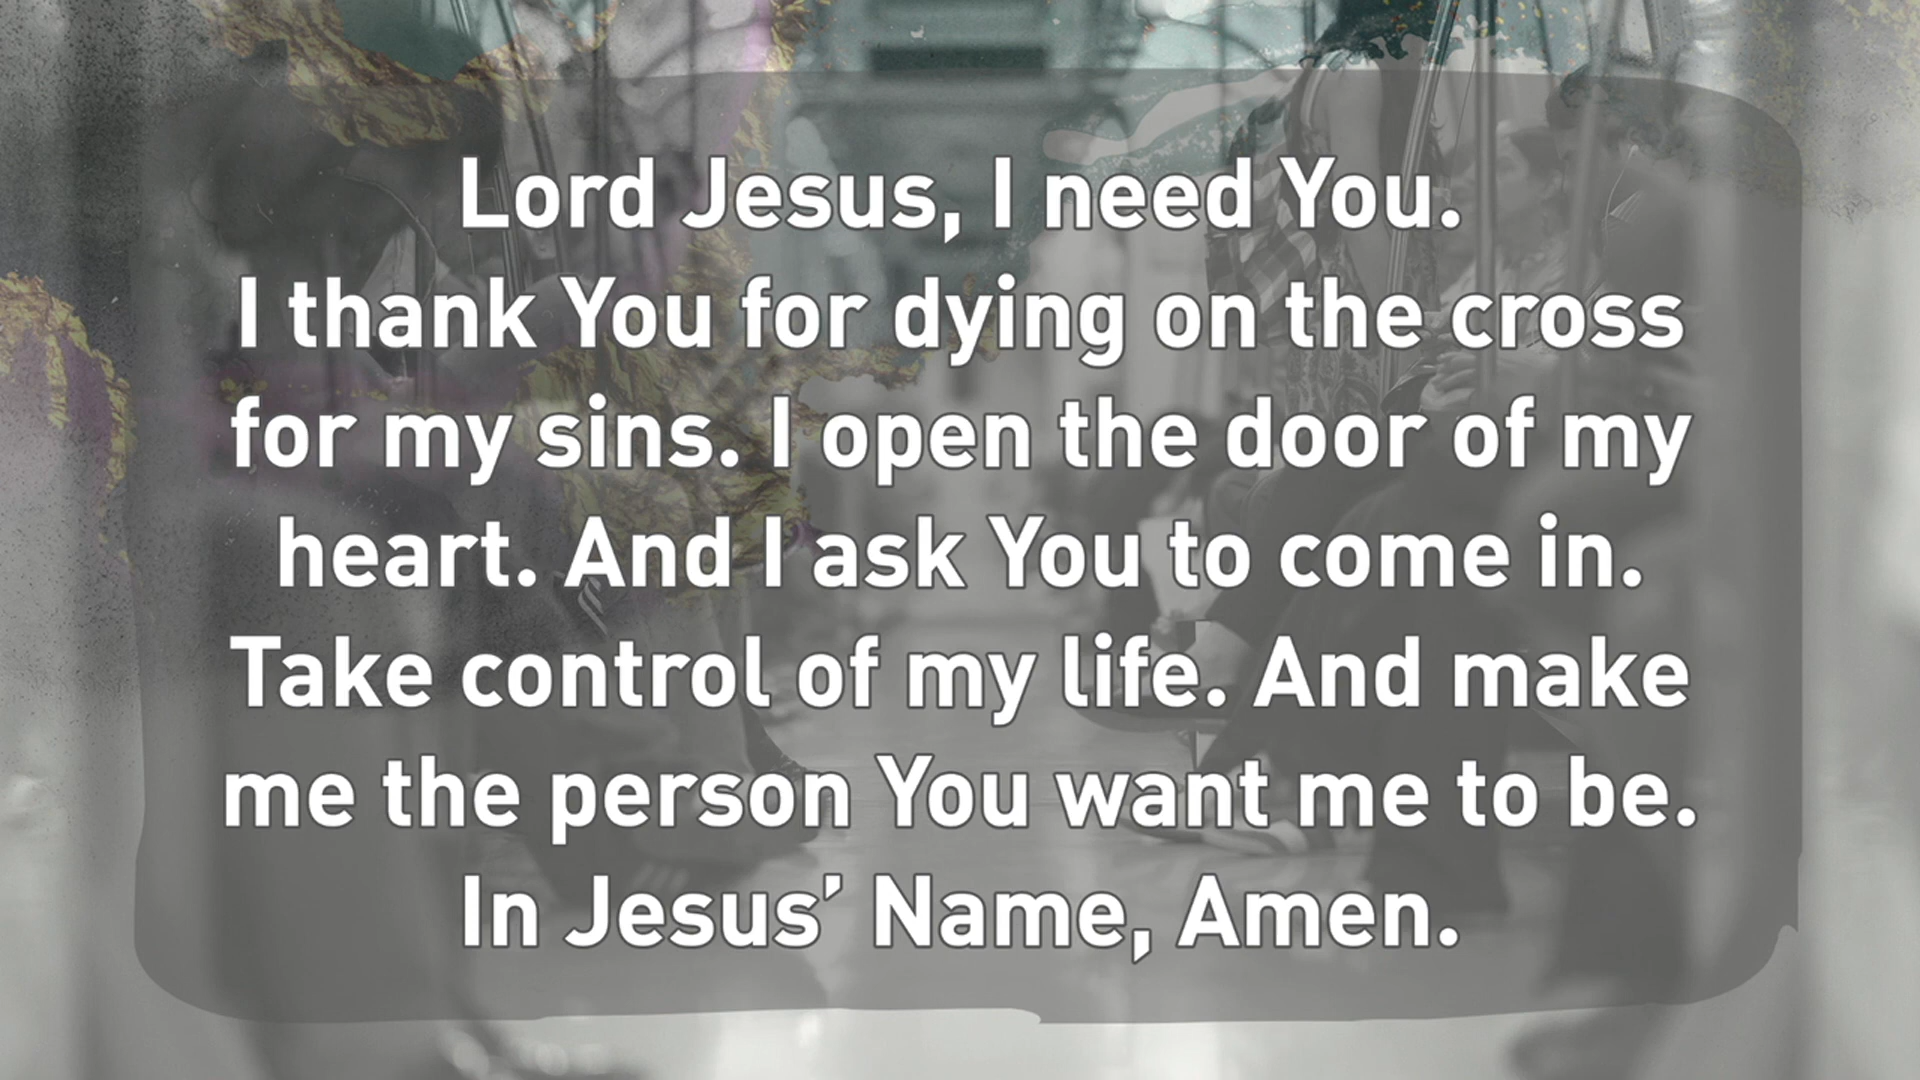 Lord Jesus, I need You.
I thank You for dying on the cross
for my sins. I open the door of my
heart. And I ask You to come in.
Take control of my life. And make
me the person You want me to be.
In Jesus’ Name, Amen.